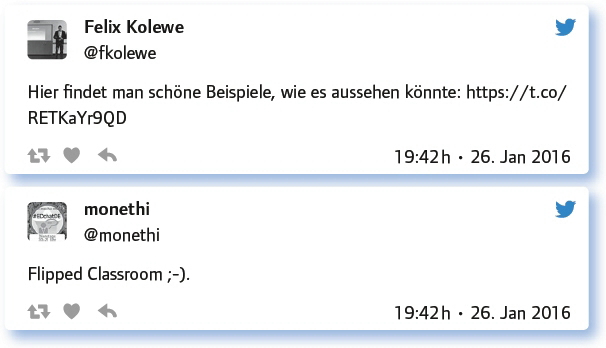 Felix Kolewe
@fkolewe
Hier findet man schöne Beispiele, wie es aussehen könnte: https://t.co/
RETKaYr9QD
19:42h · 26. Jan 2016
monethi
@monethi
Flipped Classroom ;-).
19:42h · 26. Jan 2016